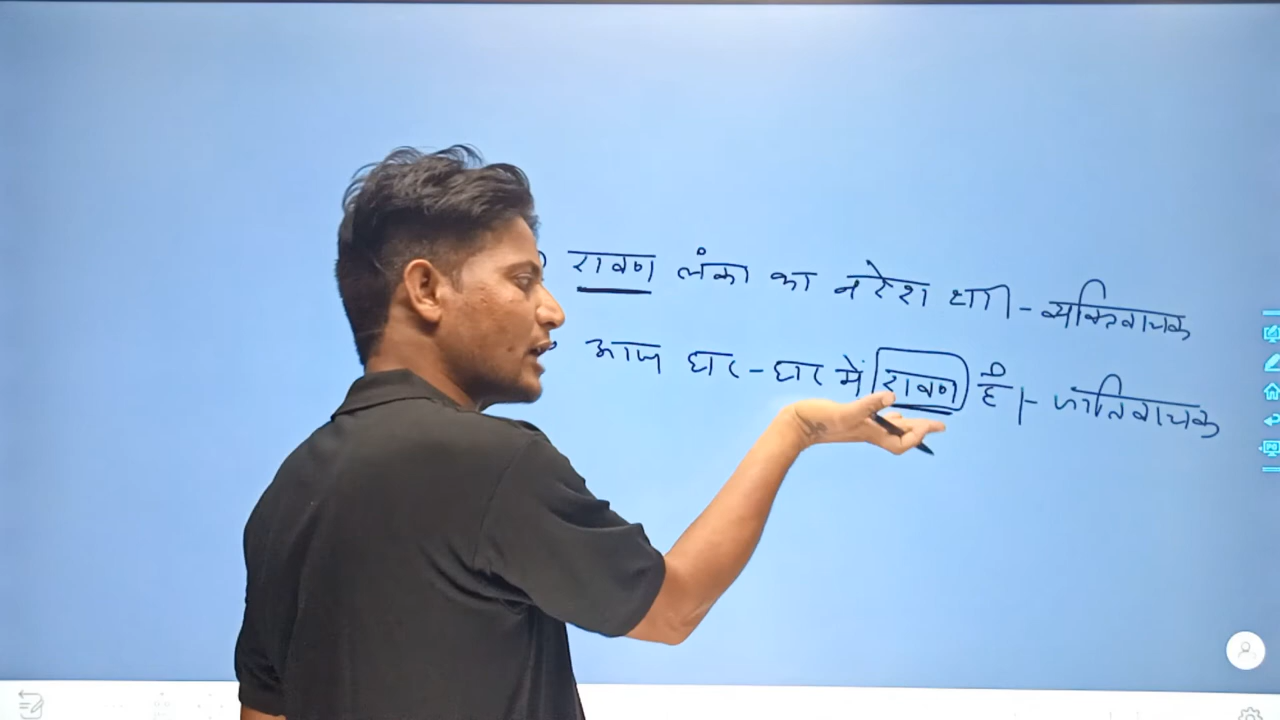 रावण लंका का नरेश था।-व्यक्तिवाचक
आज घर-घर में रावण है।-जातिवाचक